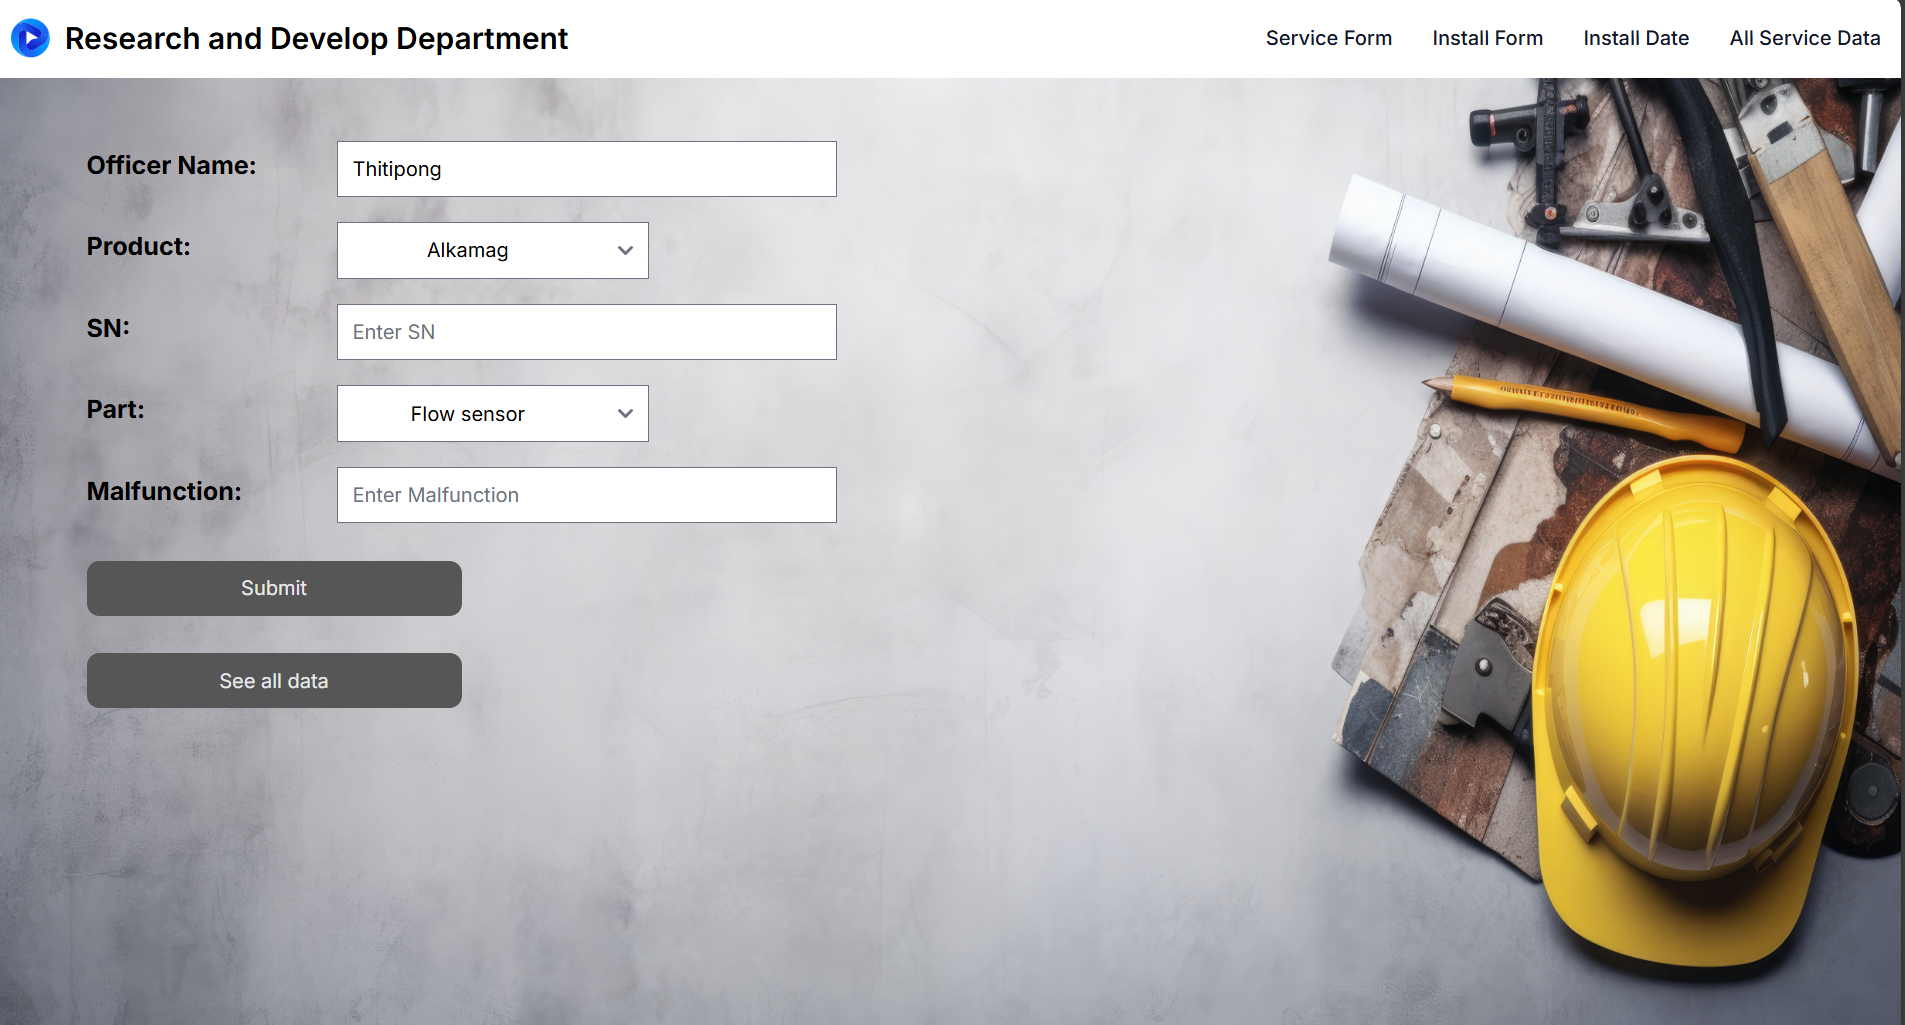 Research and Develop Department
Service Form
Install Form
Install Date
All Service Data
Officer Name:
Thitipong
Product:
Alkamag
SN:
Enter SN
Part:
Flow sensor
Malfunction:
Enter Malfunction
Submit
See all data